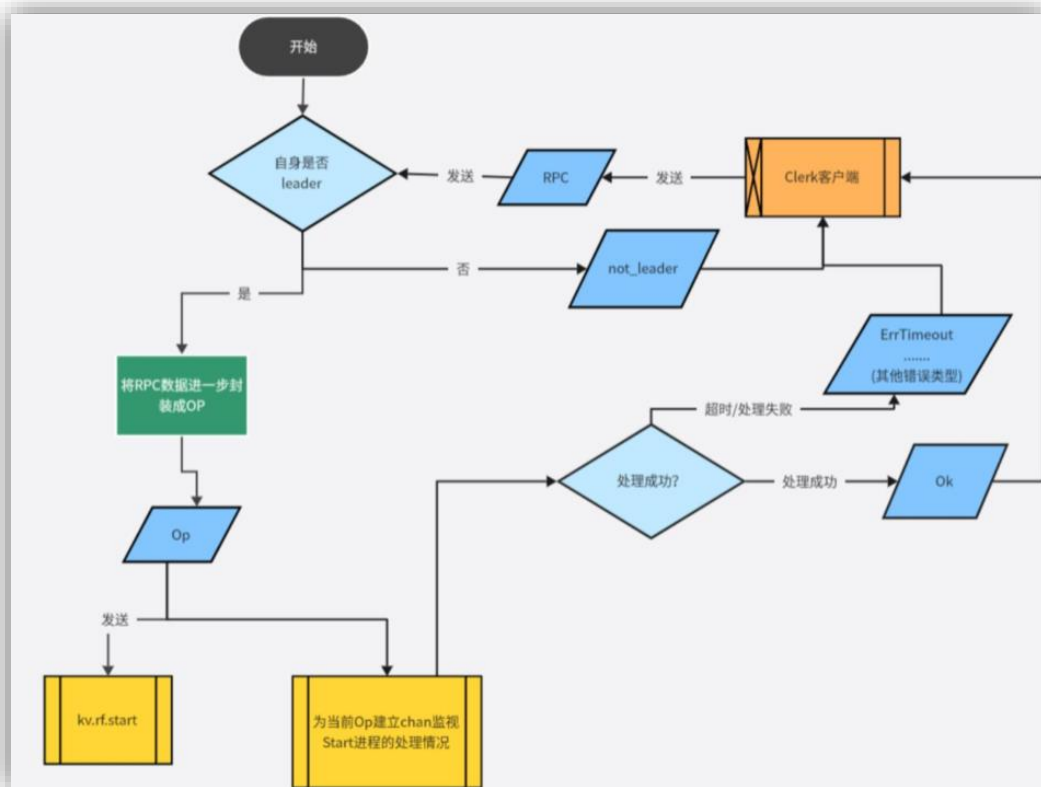 开始
自身是否
leader
发送
RPC
发送
Clerk客户端
否
not_leader
是
ErrTimeout
.......
(其他错误类型)
将RPC数据进一步封
装成OP
超时/处理失败
处理成功?
处理成功
Ok
Op
发送
kv.rf.start
为当前Op建立chan监视
Start进程的处理情况